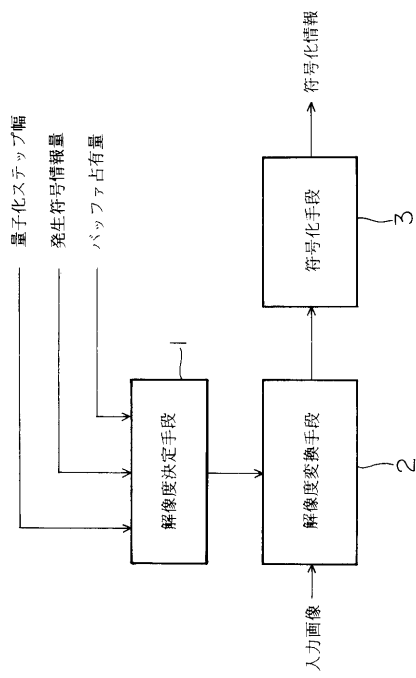 量子化ステップ幅
発生符号情報量
バッファ占有量
解像度決定手段
1
入力画像
解像度変換手段
2
符号化手段
3
符号化情報